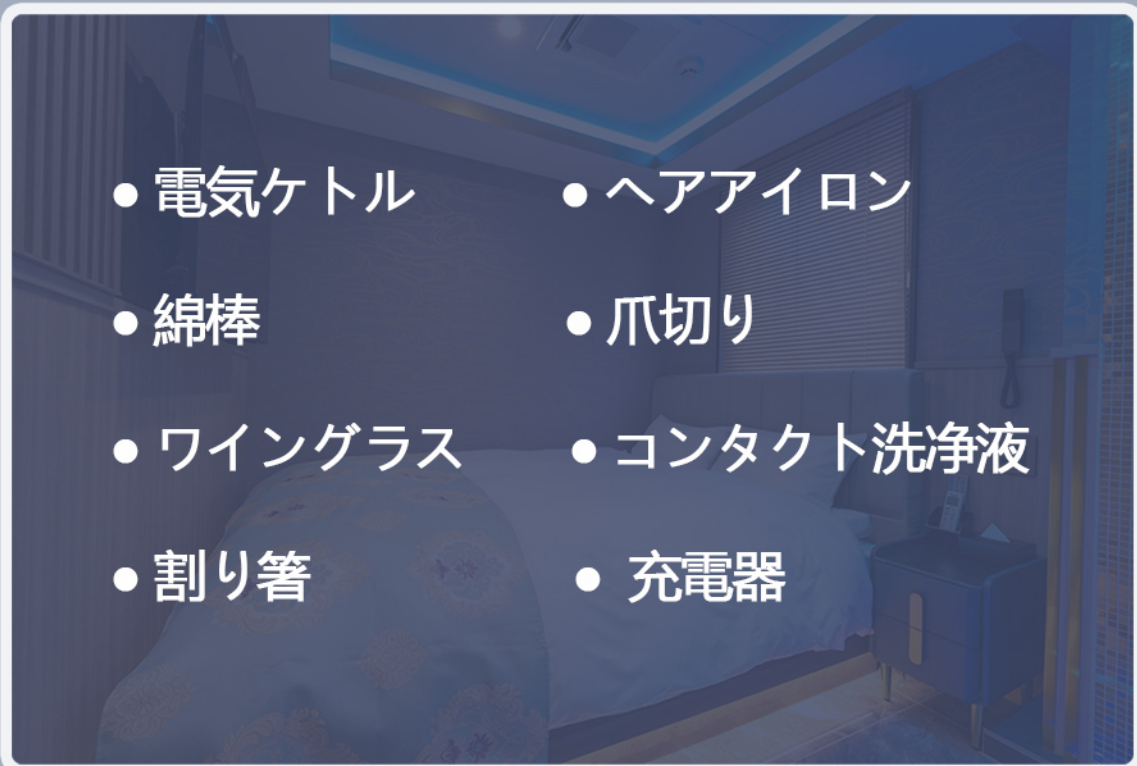 ● 電気ケトル
● ヘアアイロン
● 綿棒
● 爪切り
● ワイングラス
● コンタクト洗浄液
● 割り箸
● 充電器